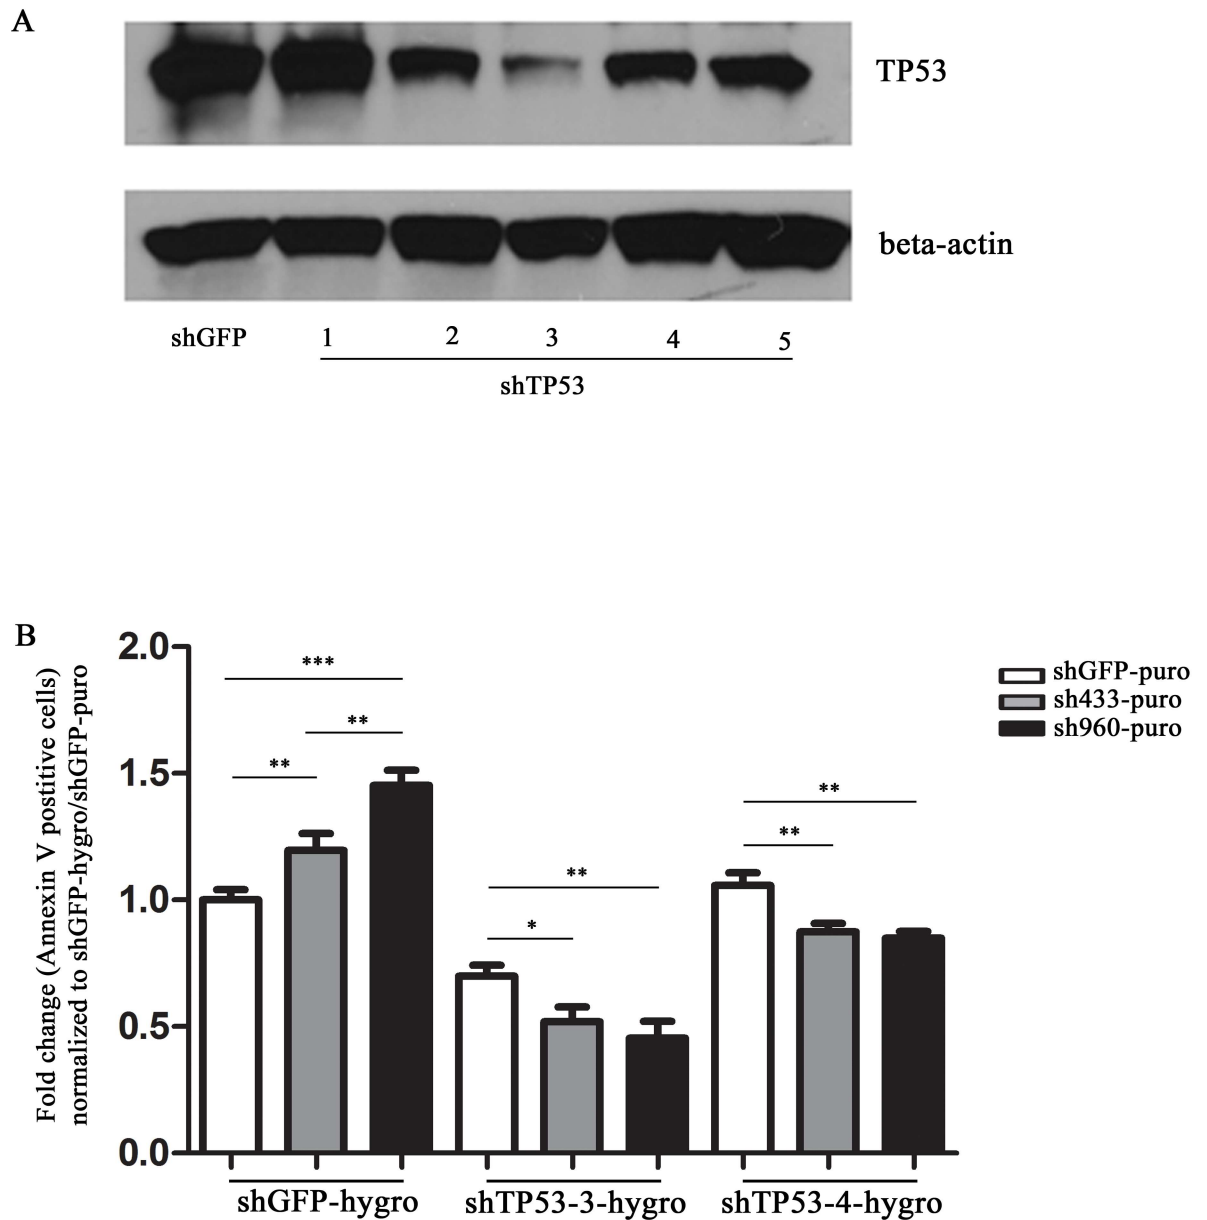 A
TP53
beta-actin
shGFP 1 2 3 4 5
shTP53
B
Fold change (Annexin V postitive cells)
normalized to shGFP-hygro/shGFP-puro
2.0
1.5
1.0
0.5
0.0
***
**
**
**
*
**
**
shGFP-puro
sh433-puro
sh960-puro
shGFP-hygro shTP53-3-hygro shTP53-4-hygro